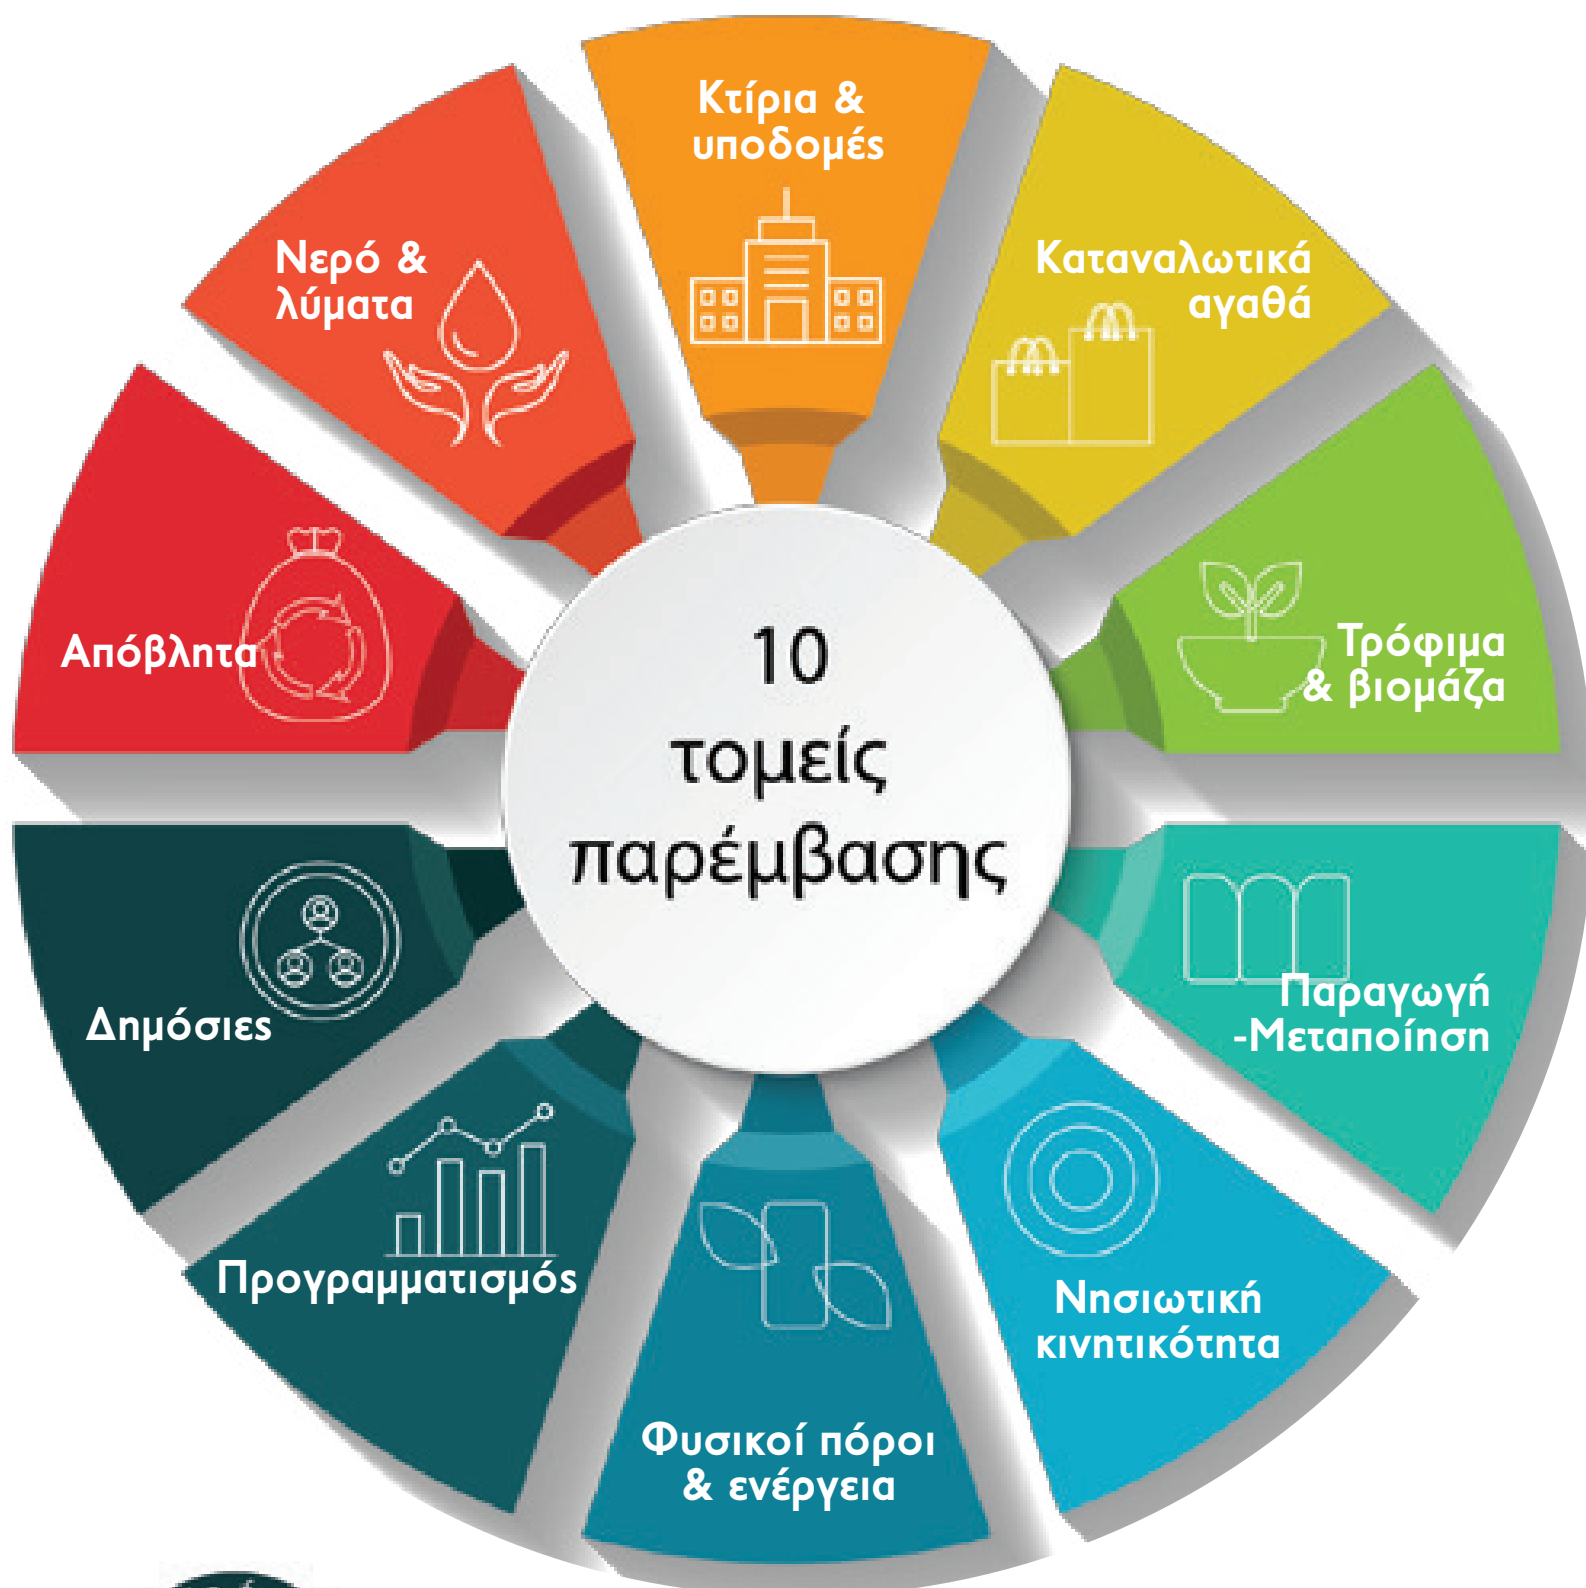 Κτίρια &
υποδομές
Καταναλωτικά
αγαθά
Τρόφιμα
& βιομάζα
Παραγωγή
-Μεταποίηση
Νησιωτική
κινητικότητα
Φυσικοί πόροι
& ενέργεια
Προγραμματισμός
Δημόσιες
Απόβλητα
Νερό &
λύματα
10
τομείς
παρέμβασης